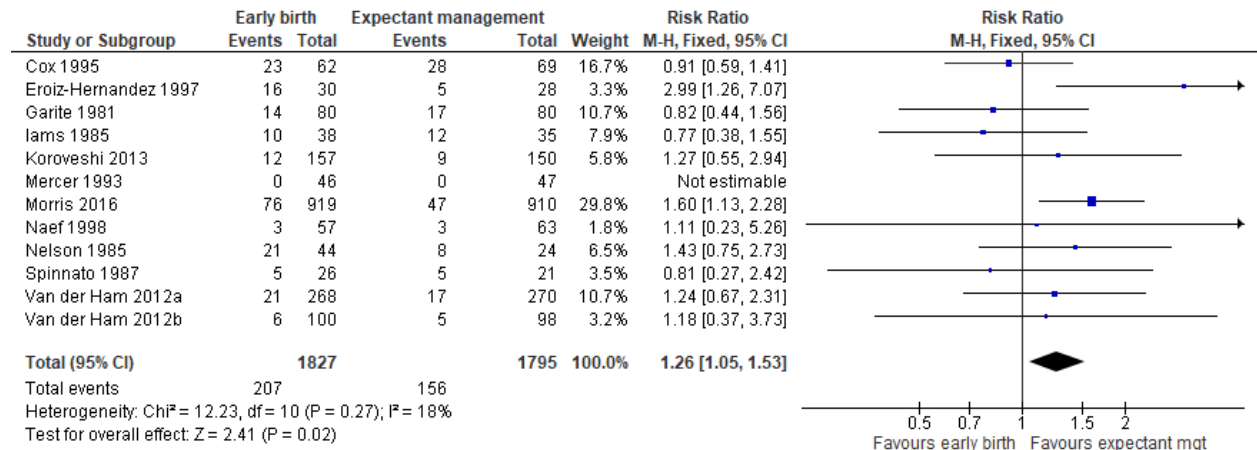 Early birth Expectant management Risk Ratio Risk Ratio
Study or Subgroup Events Total Events Total Weight M-H, Fixed, 95% CI M-H, Fixed, 95% CI
Cox 1995 23 62 28 69 16.7% 0.91 [0.59, 1.41]
Eroiz-Hernandez 1997 16 30 5 28 3.3% 2.99 [1.26, 7.07]
Garite 1981 14 80 17 80 10.7% 0.82 [0.44, 1.56]
Iams 1985 10 38 12 35 7.9% 0.77 [0.38, 1.55]
Koroveshi 2013 12 157 9 150 5.8% 1.27 [0.55, 2.94]
Mercer 1993 0 46 0 47 Not estimable
Morris 2016 76 919 47 910 29.8% 1.60 [1.13, 2.28]
Naef 1998 3 57 3 63 1.8% 1.11 [0.23, 5.26]
Nelson 1985 21 44 8 24 6.5% 1.43 [0.75, 2.73]
Spinnato 1987 5 26 5 21 3.5% 0.81 [0.27, 2.42]
Van der Ham 2012a 21 268 17 270 10.7% 1.24 [0.67, 2.31]
Van der Ham 2012b 6 100 5 98 3.2% 1.18 [0.37, 3.73]
Total (95% CI) 1827 1795 100.0% 1.26 [1.05, 1.53]
Total events 207 156
Heterogeneity: Chi² = 12.23, df = 10 (P = 0.27); I² = 18%
Test for overall effect: Z = 2.41 (P = 0.02)
0.5 0.7 1 1.5 2
Favours early birth Favours expectant mgt